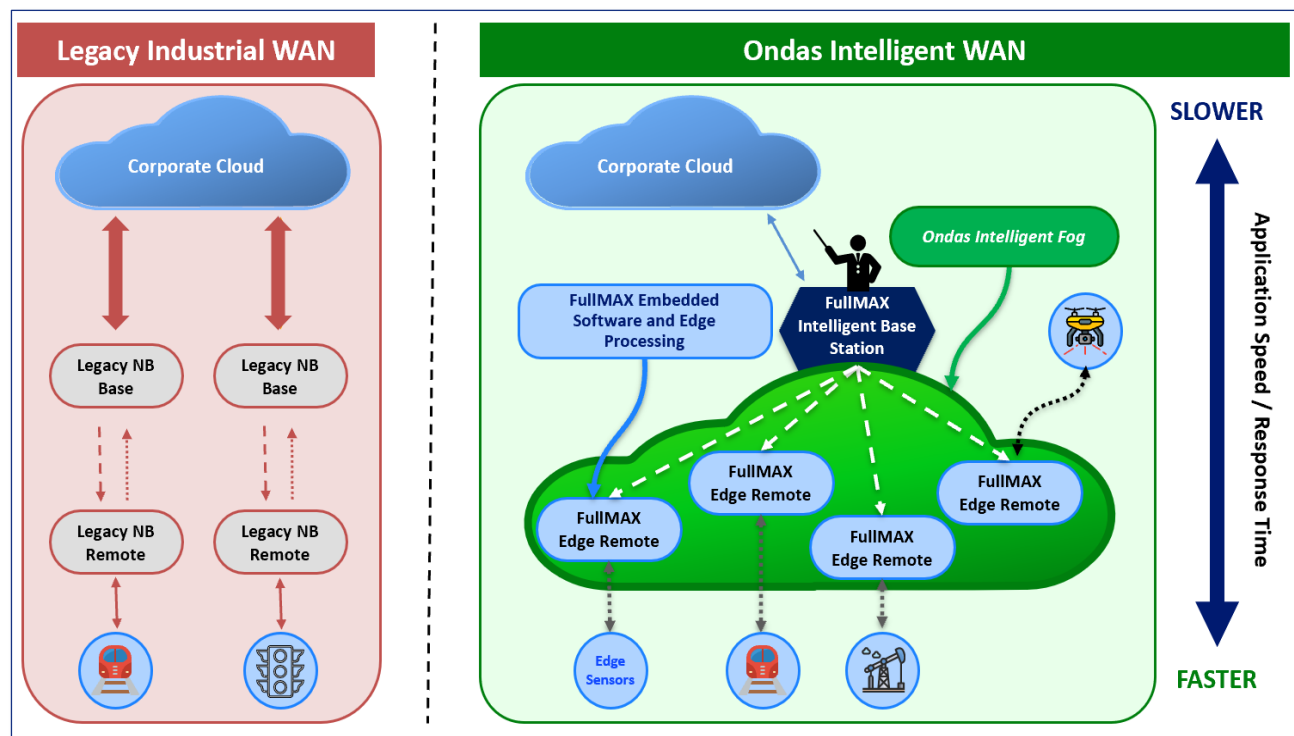 Legacy Industrial WAN
Corporate Cloud
Legacy NB
Base
Legacy NB
Base
Legacy NB
Remote
Legacy NB
Remote
Ondas Intelligent WAN
Corporate Cloud
Ondas Intelligent Fog
FullMAX Embedded
Software and Edge
Processing
FullMAX
Intelligent Base
Station
FullMAX
Edge Remote
FullMAX
Edge Remote
FullMAX
Edge Remote
FullMAX
Edge Remote
Edge
Sensors
SLOWER
Application Speed / Response Time
FASTER